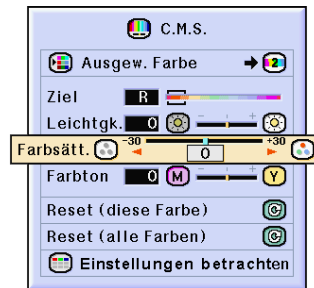 C.M.S.
Ausgew. Farbe 2
Ziel R
Leichtgk. 0
Farbsätt. -30 0 +30
Farbton 0 M Y
Reset (diese Farbe)
Reset (alle Farben)
Einstellungen betrachten